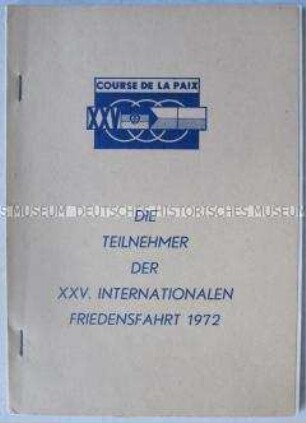 COURSE DE LA PAIX
XXV
DIE
TEILNEHMER
DER
XXV. INTERNATIONALEN
FRIEDENSFAHRT 1972
S MUSEUM DEUTSCHES HISTORISCHES MUSEUM